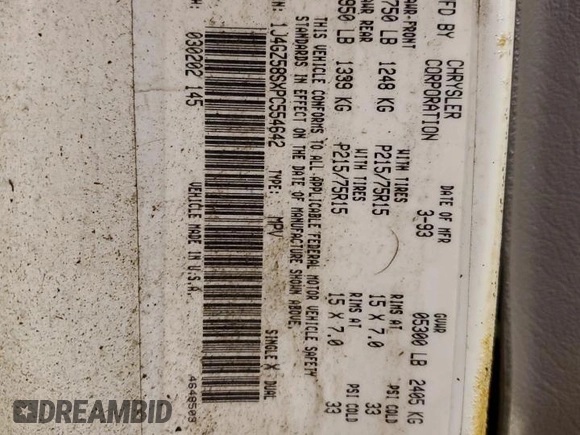 MFD BY CHRYSLER CORPORATION
DATE OF MFR 3-93
GVWR 05300 LB 2405 KG
-FRONT WITH TIRES RIMS AT PSI COLD
750 LB 1248 KG P215/75R15 15 X 7.0 33
REAR WITH TIRES RIMS AT PSI COLD
950 LB 1339 KG P215/75R15 15 X 7.0 33
THIS VEHICLE CONFORMS TO ALL APPLICABLE FEDERAL MOTOR VEHICLE SAFETY
STANDARDS IN EFFECT ON THE DATE OF MANUFACTURE SHOWN ABOVE.
1J4GZ58SXPC554642 TYPE: MPV SINGLE X DUAL
030202 145 VEHICLE MADE IN U.S.A. 4648503
DREAMBID